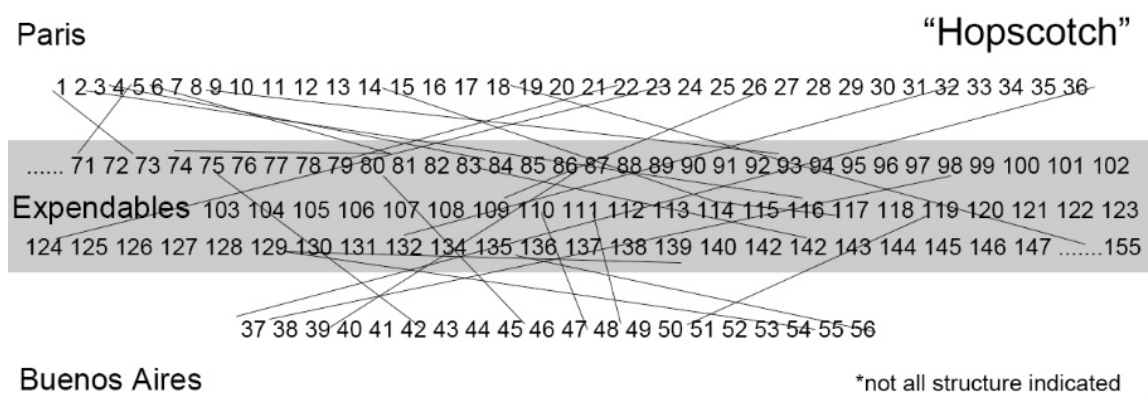 Paris
“Hopscotch”
1 2 3 4 5 6 7 8 9 10 11 12 13 14 15 16 17 18 19 20 21 22 23 24 25 26 27 28 29 30 31 32 33 34 35 36
...... 71 72 73 74 75 76 77 78 79 80 81 82 83 84 85 86 87 88 89 90 91 92 93 94 95 96 97 98 99 100 101 102
Expendables 103 104 105 106 107 108 109 110 111 112 113 114 115 116 117 118 119 120 121 122 123
124 125 126 127 128 129 130 131 132 134 135 136 137 138 139 140 142 142 143 144 145 146 147 .......155
37 38 39 40 41 42 43 44 45 46 47 48 49 50 51 52 53 54 55 56
Buenos Aires
*not all structure indicated